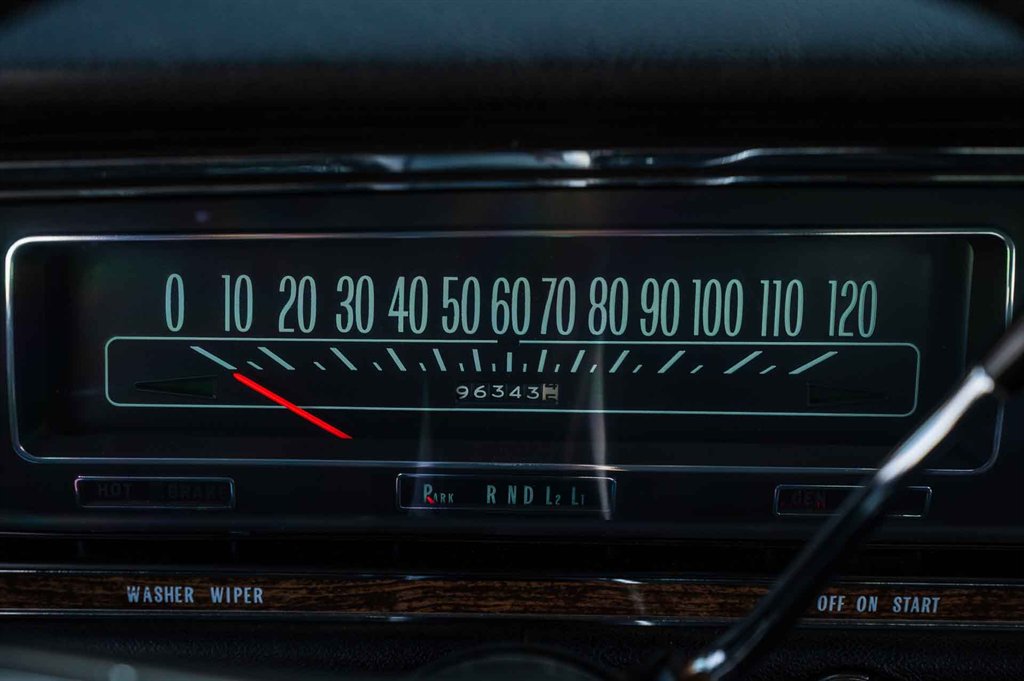 0 10 20 30 40 50 60 70 80 90 100 110 120
96343
HOT BRAKE PARK R N D L2 L1 GEN
WASHER WIPER OFF ON START